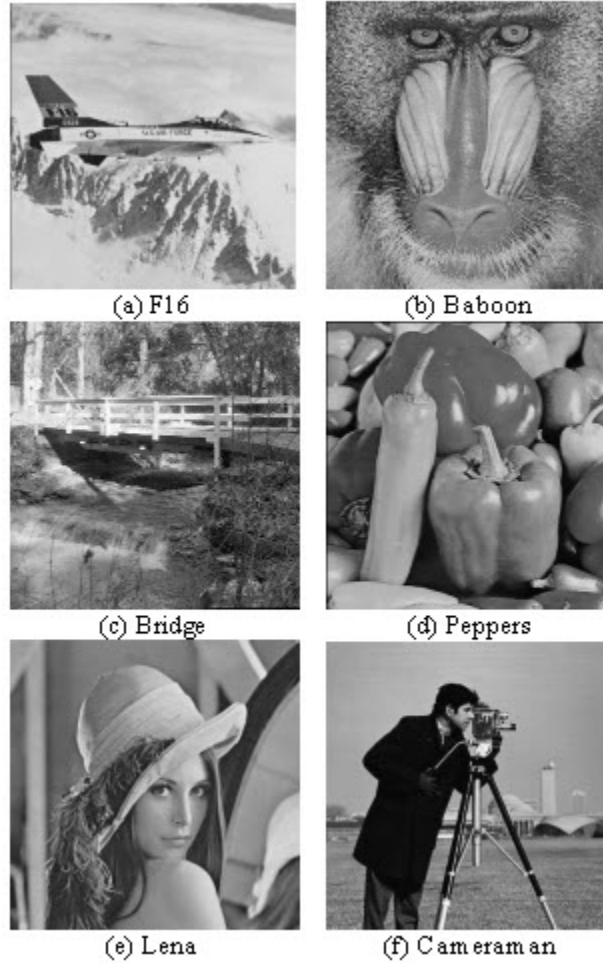 U.S. AIR FORCE
(a) F16
(b) Baboon
(c) Bridge
(d) Peppers
(e) Lena
(f) Cameraman